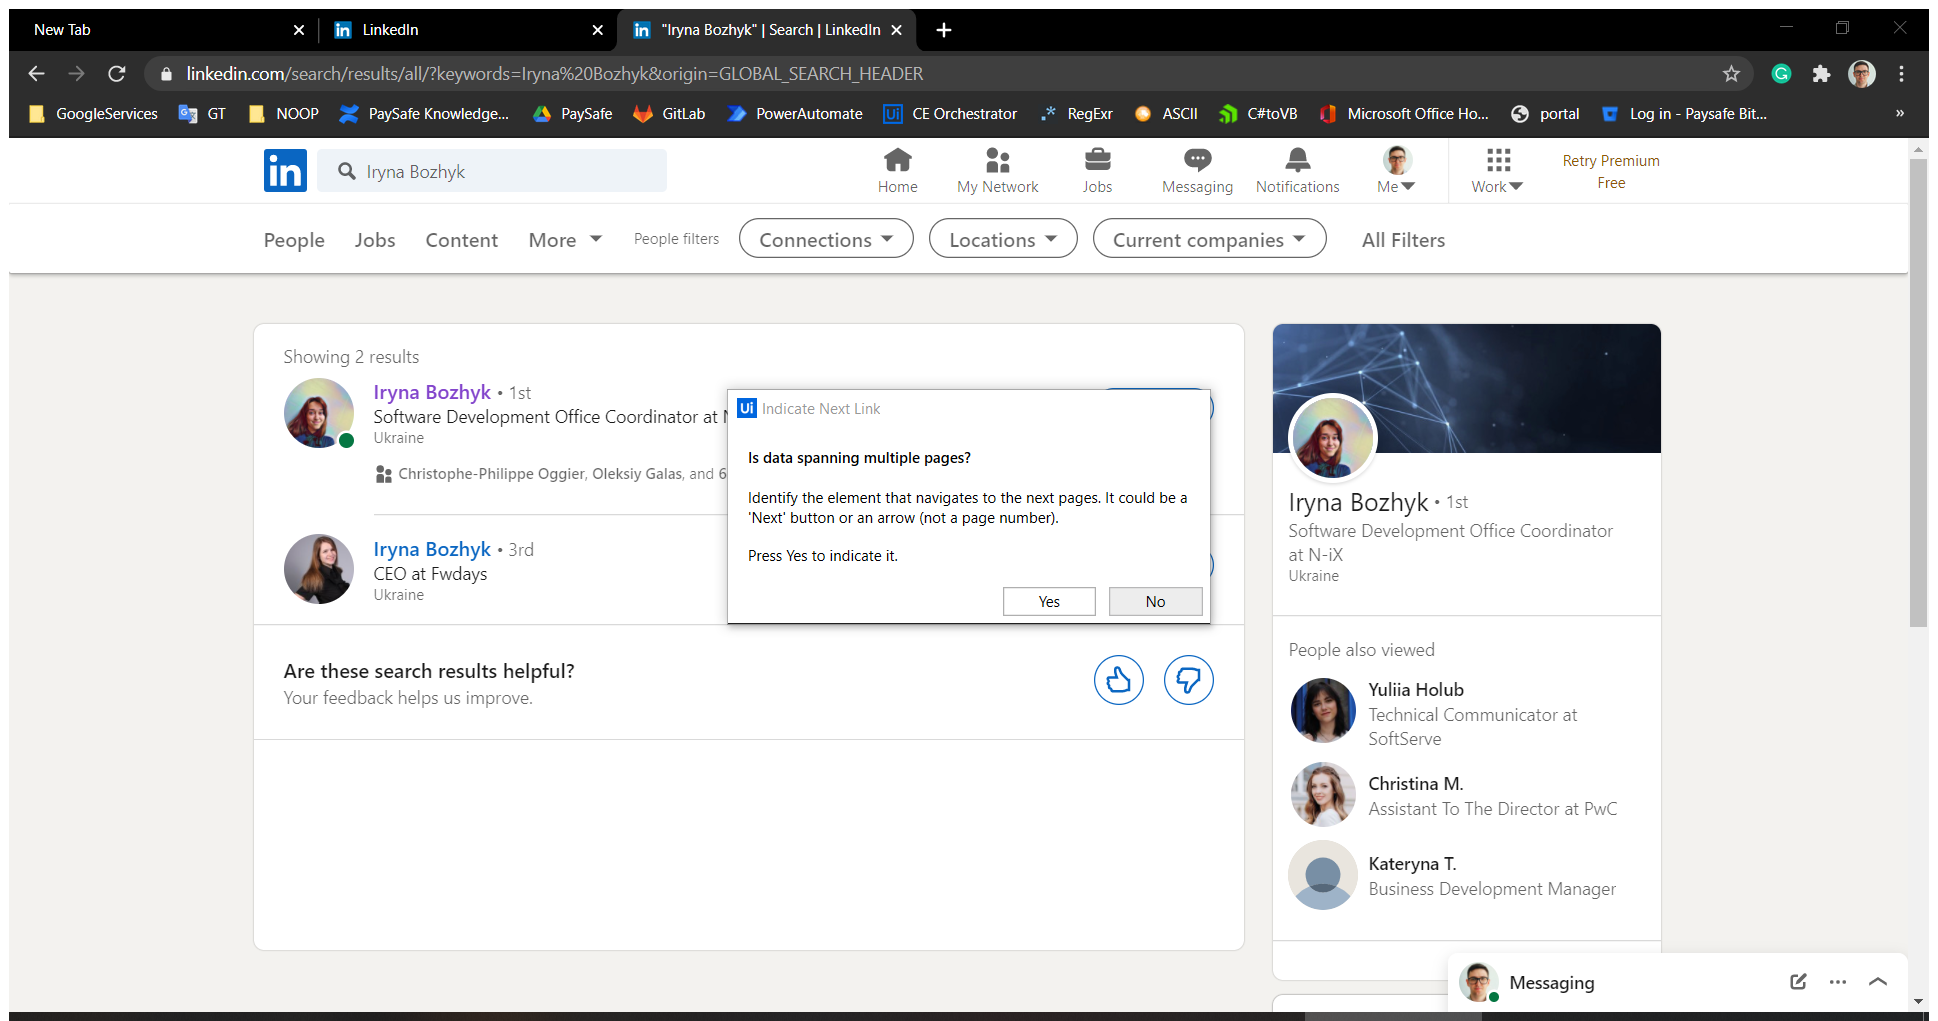 New Tab
LinkedIn
"Iryna Bozhyk" | Search | LinkedIn
linkedin.com/search/results/all/?keywords=Iryna%20Bozhyk&origin=GLOBAL_SEARCH_HEADER
GoogleServices
GT
NOOP
PaySafe Knowledge...
PaySafe
GitLab
PowerAutomate
Ui CE Orchestrator
RegExr
ASCII
C#toVB
Microsoft Office Ho...
portal
Log in - Paysafe Bit...
»
in
Iryna Bozhyk
Home
My Network
Jobs
Messaging
Notifications
Me
Work
Retry Premium
Free
People
Jobs
Content
More
People filters
Connections
Locations
Current companies
All Filters
Showing 2 results
Iryna Bozhyk • 1st
Software Development Office Coordinator at N
Ukraine
Christophe-Philippe Oggier, Oleksiy Galas, and 6
Iryna Bozhyk • 3rd
CEO at Fwdays
Ukraine
Are these search results helpful?
Your feedback helps us improve.
Ui Indicate Next Link
Is data spanning multiple pages?
Identify the element that navigates to the next pages. It could be a
'Next' button or an arrow (not a page number).
Press Yes to indicate it.
Yes
No
Iryna Bozhyk • 1st
Software Development Office Coordinator
at N-iX
Ukraine
People also viewed
Yuliia Holub
Technical Communicator at
SoftServe
Christina M.
Assistant To The Director at PwC
Kateryna T.
Business Development Manager
Messaging